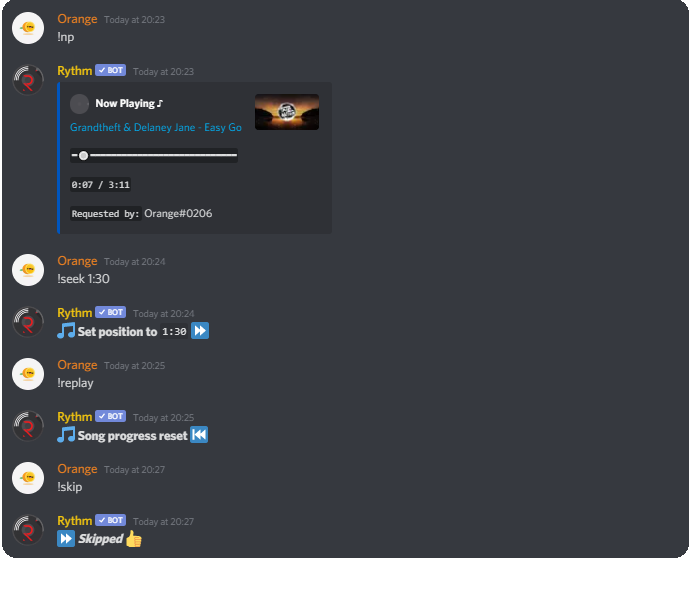 Orange Today at 20:23
!np
Rythm ✓ BOT Today at 20:23
Now Playing ♪
Grandtheft & Delaney Jane - Easy Go
0:07 / 3:11
Requested by: Orange#0206
Orange Today at 20:24
!seek 1:30
Rythm ✓ BOT Today at 20:24
🎵 Set position to 1:30 ⏩
Orange Today at 20:25
!replay
Rythm ✓ BOT Today at 20:25
🎵 Song progress reset ⏮
Orange Today at 20:27
!skip
Rythm ✓ BOT Today at 20:27
⏩ Skipped 👍